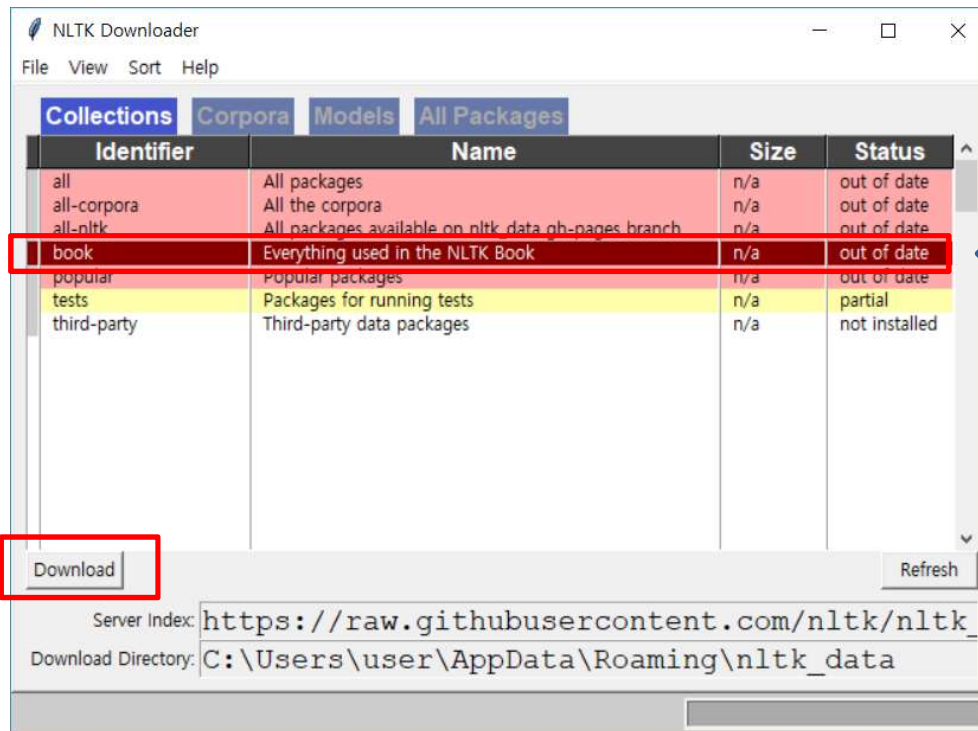 NLTK Downloader
File View Sort Help
Collections Corpora Models All Packages
Identifier Name Size Status
all All packages n/a out of date
all-corpora All the corpora n/a out of date
all-nltk All packages available on nltk_data gh-pages branch n/a out of date
book Everything used in the NLTK Book n/a out of date
popular Popular packages n/a out of date
tests Packages for running tests n/a partial
third-party Third-party data packages n/a not installed
Download Refresh
Server Index: https://raw.githubusercontent.com/nltk/nltk_
Download Directory: C:\Users\user\AppData\Roaming\nltk_data